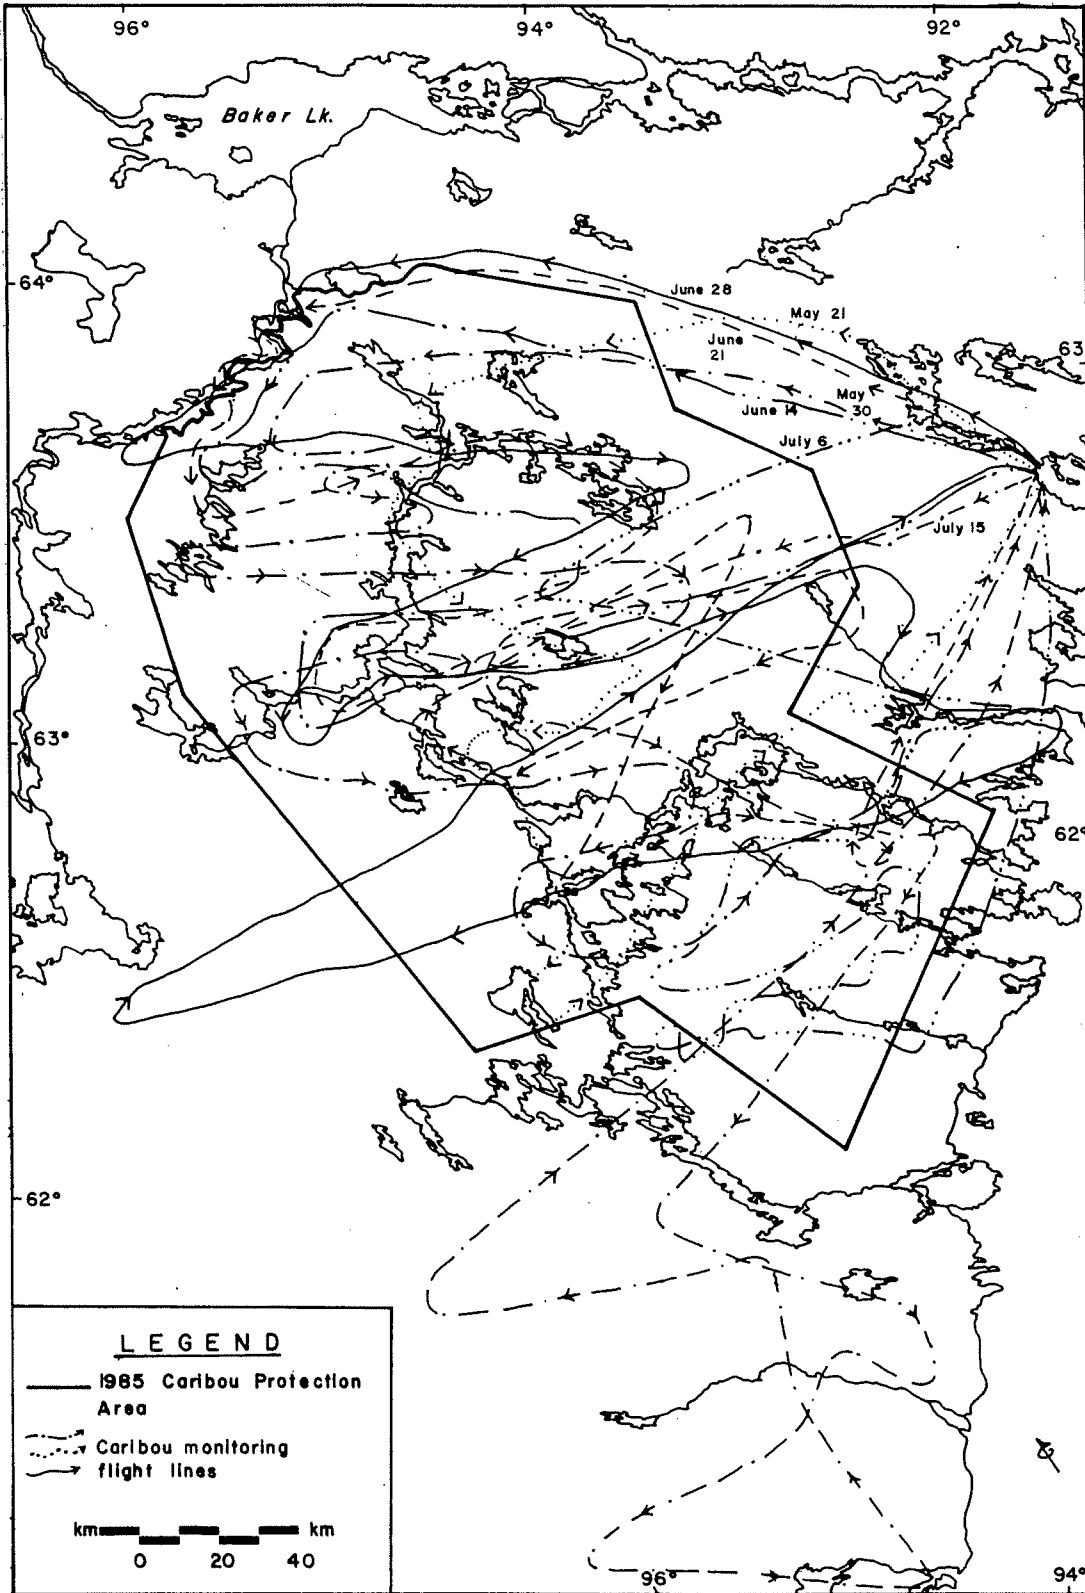 96°
94°
92°
Baker Lk.
64°
June 28
May 21
June
21
63
May
30
June 14
July 6
July 15
63°
62°
62°
LEGEND
1985 Caribou Protection
Area
Caribou monitoring
flight lines
km km
0 20 40
96°
94°